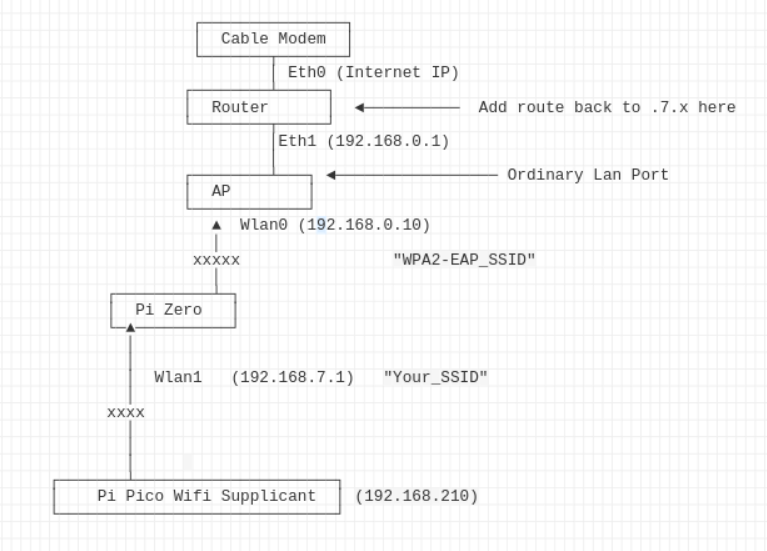 Cable Modem
Eth0 (Internet IP)
Router
Add route back to .7.x here
Eth1 (192.168.0.1)
Ordinary Lan Port
AP
Wlan0 (192.168.0.10)
xxxxx
"WPA2-EAP_SSID"
Pi Zero
Wlan1 (192.168.7.1) "Your_SSID"
xxxx
Pi Pico Wifi Supplicant (192.168.210)